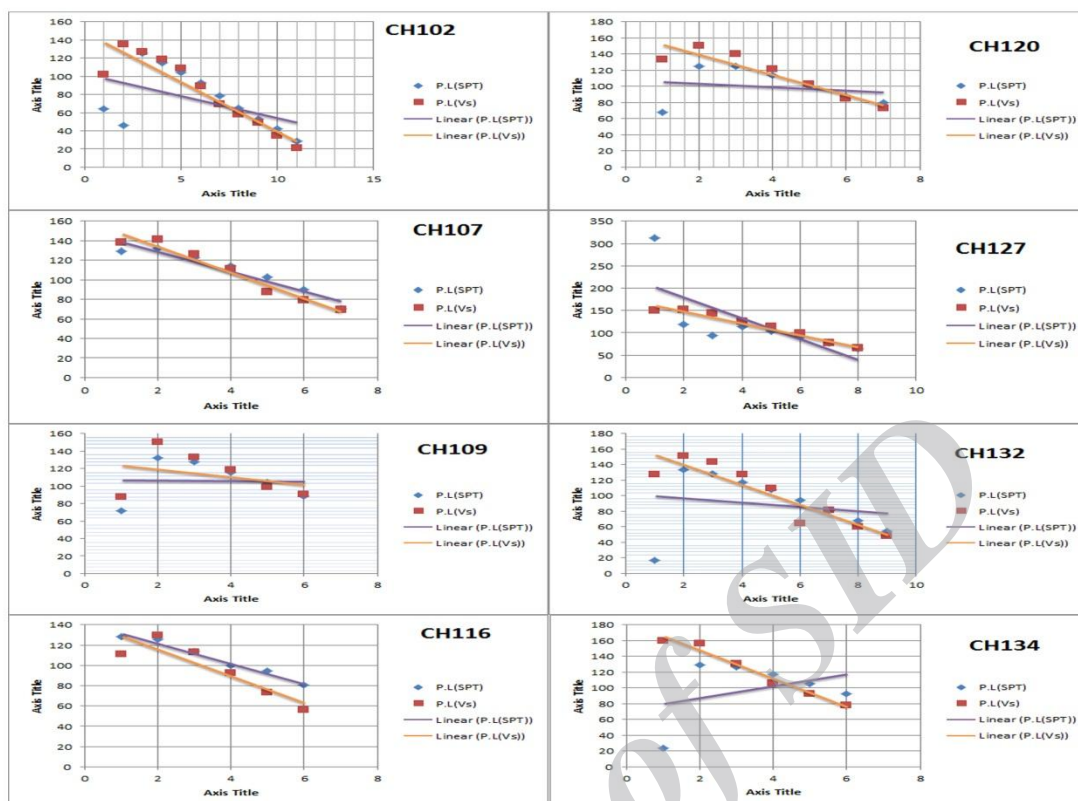 CH102
160
140
120
100
80
60
40
20
0
0 5 10 15
Axis Title
Axis Title
P.L(SPT)
P.L(Vs)
Linear (P.L(SPT))
Linear (P.L(Vs))
CH120
180
160
140
120
100
80
60
40
20
0
0 2 4 6 8
Axis Title
Axis Title
P.L(SPT)
P.L(Vs)
Linear (P.L(SPT))
Linear (P.L(Vs))
CH107
160
140
120
100
80
60
40
20
0
0 2 4 6 8
Axis Title
Axis Title
P.L(SPT)
P.L(Vs)
Linear (P.L(SPT))
Linear (P.L(Vs))
CH127
350
300
250
200
150
100
50
0
0 2 4 6 8 10
Axis Title
Axis Title
P.L(SPT)
P.L(Vs)
Linear (P.L(SPT))
Linear (P.L(Vs))
CH109
160
140
120
100
80
60
40
20
0
0 2 4 6 8
Axis Title
Axis Title
P.L(SPT)
P.L(Vs)
Linear (P.L(SPT))
Linear (P.L(Vs))
CH132
180
160
140
120
100
80
60
40
20
0
0 2 4 6 8 10
Axis Title
Axis Title
P.L(SPT)
P.L(Vs)
Linear (P.L(SPT))
Linear (P.L(Vs))
CH116
140
120
100
80
60
40
20
0
0 2 4 6 8
Axis Title
Axis Title
P.L(SPT)
P.L(Vs)
Linear (P.L(SPT))
Linear (P.L(Vs))
CH134
180
160
140
120
100
80
60
40
20
0
0 2 4 6 8
Axis Title
Axis Title
P.L(SPT)
P.L(Vs)
Linear (P.L(SPT))
Linear (P.L(Vs))
of SID